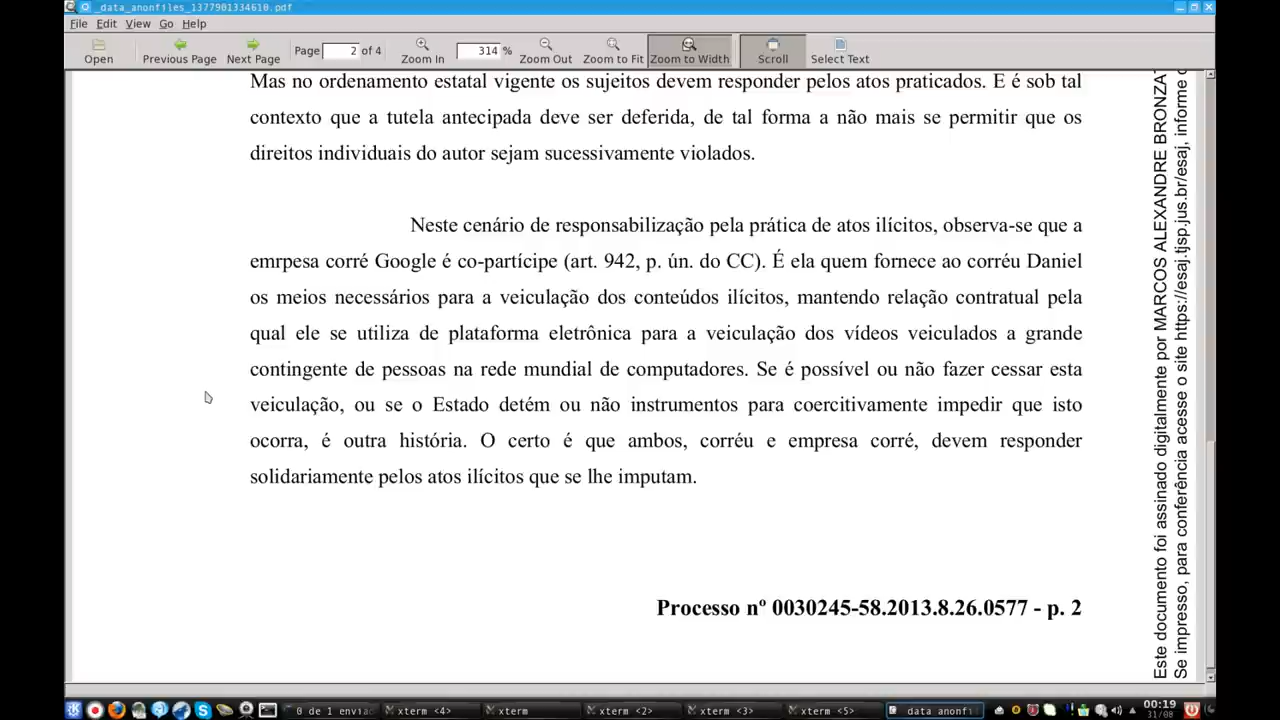 _data_anonfiles_1377901334610.pdf
File Edit View Go Help
Open Previous Page Next Page Page 2 of 4 Zoom In 314 % Zoom Out Zoom to Fit Zoom to Width Scroll Select Text
Mas no ordenamento estatal vigente os sujeitos devem responder pelos atos praticados. E é sob tal
contexto que a tutela antecipada deve ser deferida, de tal forma a não mais se permitir que os
direitos individuais do autor sejam sucessivamente violados.
Neste cenário de responsabilização pela prática de atos ilícitos, observa-se que a
emrpesa corré Google é co-partícipe (art. 942, p. ún. do CC). É ela quem fornece ao corréu Daniel
os meios necessários para a veiculação dos conteúdos ilícitos, mantendo relação contratual pela
qual ele se utiliza de plataforma eletrônica para a veiculação dos vídeos veiculados a grande
contingente de pessoas na rede mundial de computadores. Se é possível ou não fazer cessar esta
veiculação, ou se o Estado detém ou não instrumentos para coercitivamente impedir que isto
ocorra, é outra história. O certo é que ambos, corréu e empresa corré, devem responder
solidariamente pelos atos ilícitos que se lhe imputam.
Processo nº 0030245-58.2013.8.26.0577 - p. 2
Este documento foi assinado digitalmente por MARCOS ALEXANDRE BRONZA
Se impresso, para conferência acesse o site https://esaj.tjsp.jus.br/esaj, informe
0 de 1 envia xterm <4> xterm xterm <2> xterm <3> xterm <5> data_anonfi 00:19
31/08